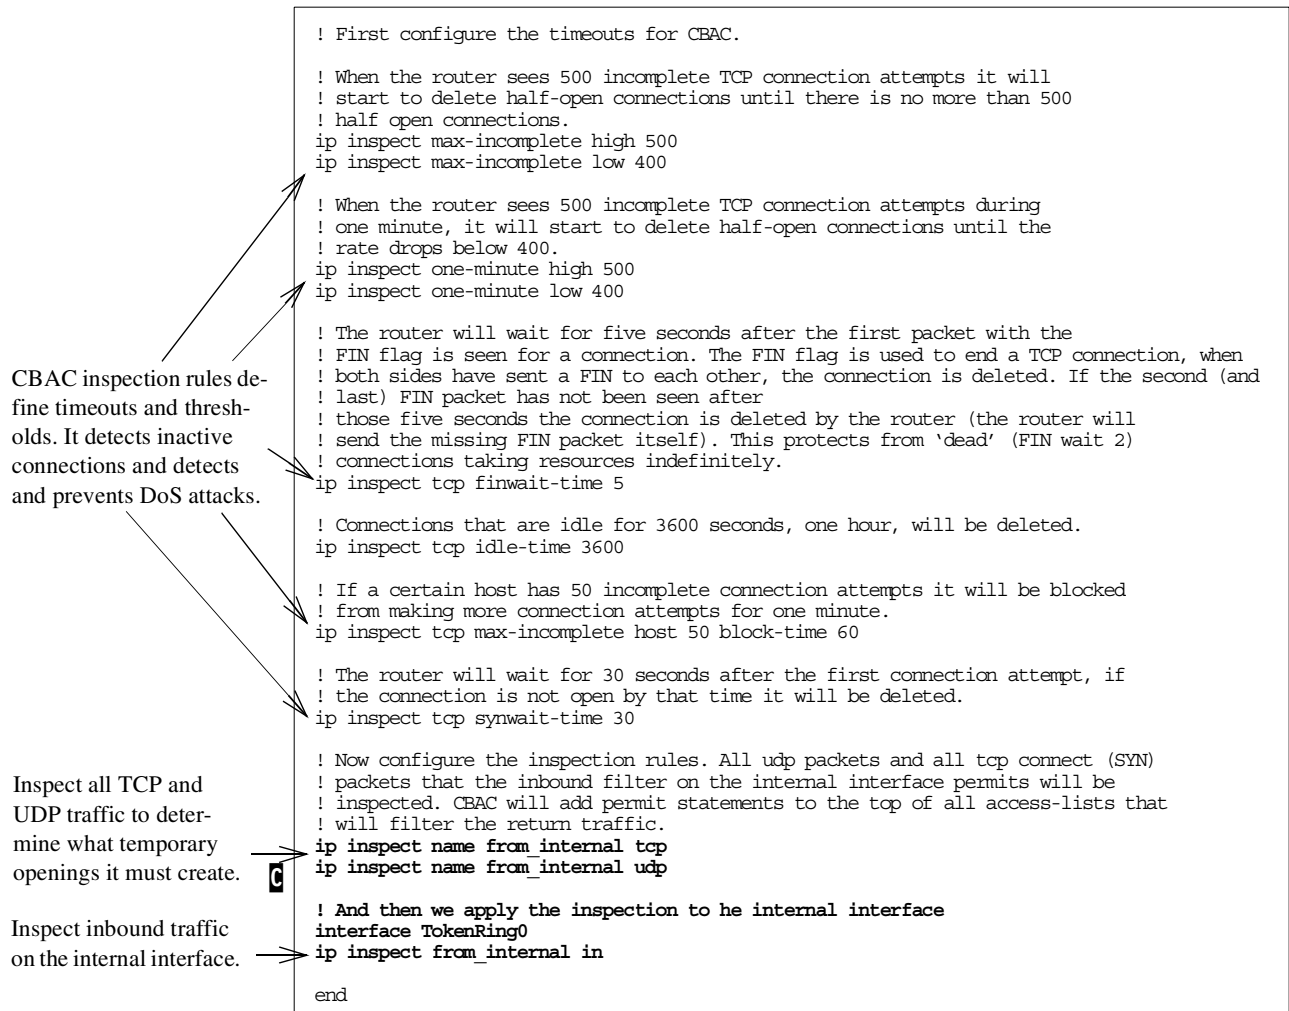 ! First configure the timeouts for CBAC.
! When the router sees 500 incomplete TCP connection attempts it will
! start to delete half-open connections until there is no more than 500
! half open connections.
ip inspect max-incomplete high 500
ip inspect max-incomplete low 400
! When the router sees 500 incomplete TCP connection attempts during
! one minute, it will start to delete half-open connections until the
! rate drops below 400.
ip inspect one-minute high 500
ip inspect one-minute low 400
! The router will wait for five seconds after the first packet with the
! FIN flag is seen for a connection. The FIN flag is used to end a TCP connection, when
! both sides have sent a FIN to each other, the connection is deleted. If the second (and
! last) FIN packet has not been seen after
! those five seconds the connection is deleted by the router (the router will
! send the missing FIN packet itself). This protects from ‘dead’ (FIN wait 2)
! connections taking resources indefinitely.
ip inspect tcp finwait-time 5
CBAC inspection rules de-
fine timeouts and thresh-
olds. It detects inactive
connections and detects
and prevents DoS attacks.
! Connections that are idle for 3600 seconds, one hour, will be deleted.
ip inspect tcp idle-time 3600
! If a certain host has 50 incomplete connection attempts it will be blocked
! from making more connection attempts for one minute.
ip inspect tcp max-incomplete host 50 block-time 60
! The router will wait for 30 seconds after the first connection attempt, if
! the connection is not open by that time it will be deleted.
ip inspect tcp synwait-time 30
! Now configure the inspection rules. All udp packets and all tcp connect (SYN)
! packets that the inbound filter on the internal interface permits will be
! inspected. CBAC will add permit statements to the top of all access-lists that
! will filter the return traffic.
ip inspect name from_internal tcp
ip inspect name from_internal udp
Inspect all TCP and
UDP traffic to deter-
mine what temporary
openings it must create.
C
! And then we apply the inspection to he internal interface
interface TokenRing0
ip inspect from_internal in
Inspect inbound traffic
on the internal interface.
end